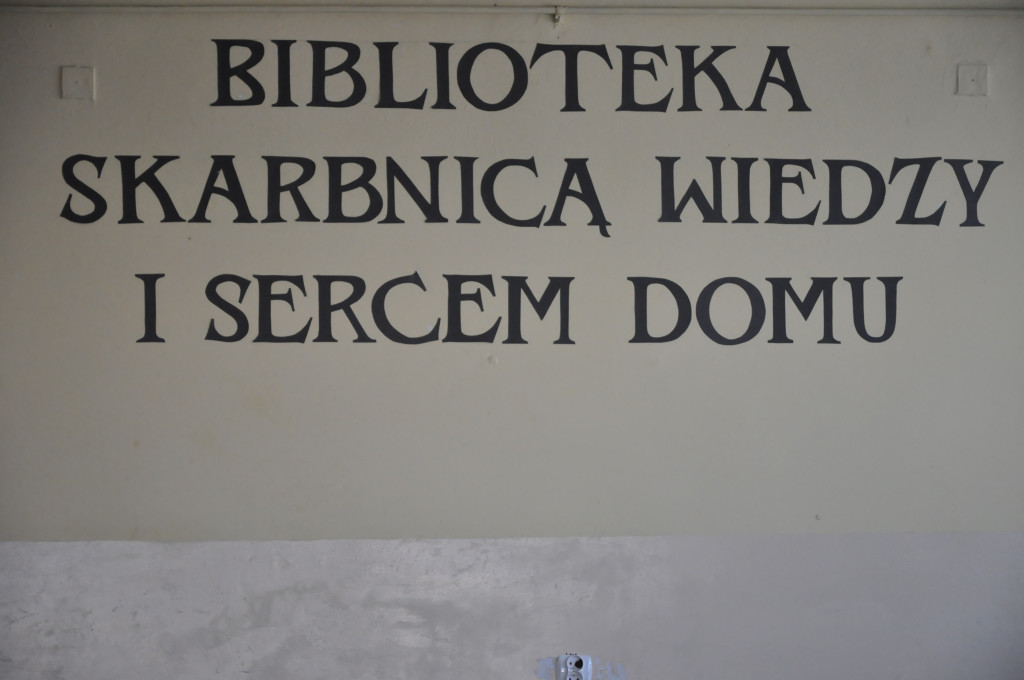 BIBLIOTEKA
SKARBNICĄ WIEDZY
I SERCEM DOMU